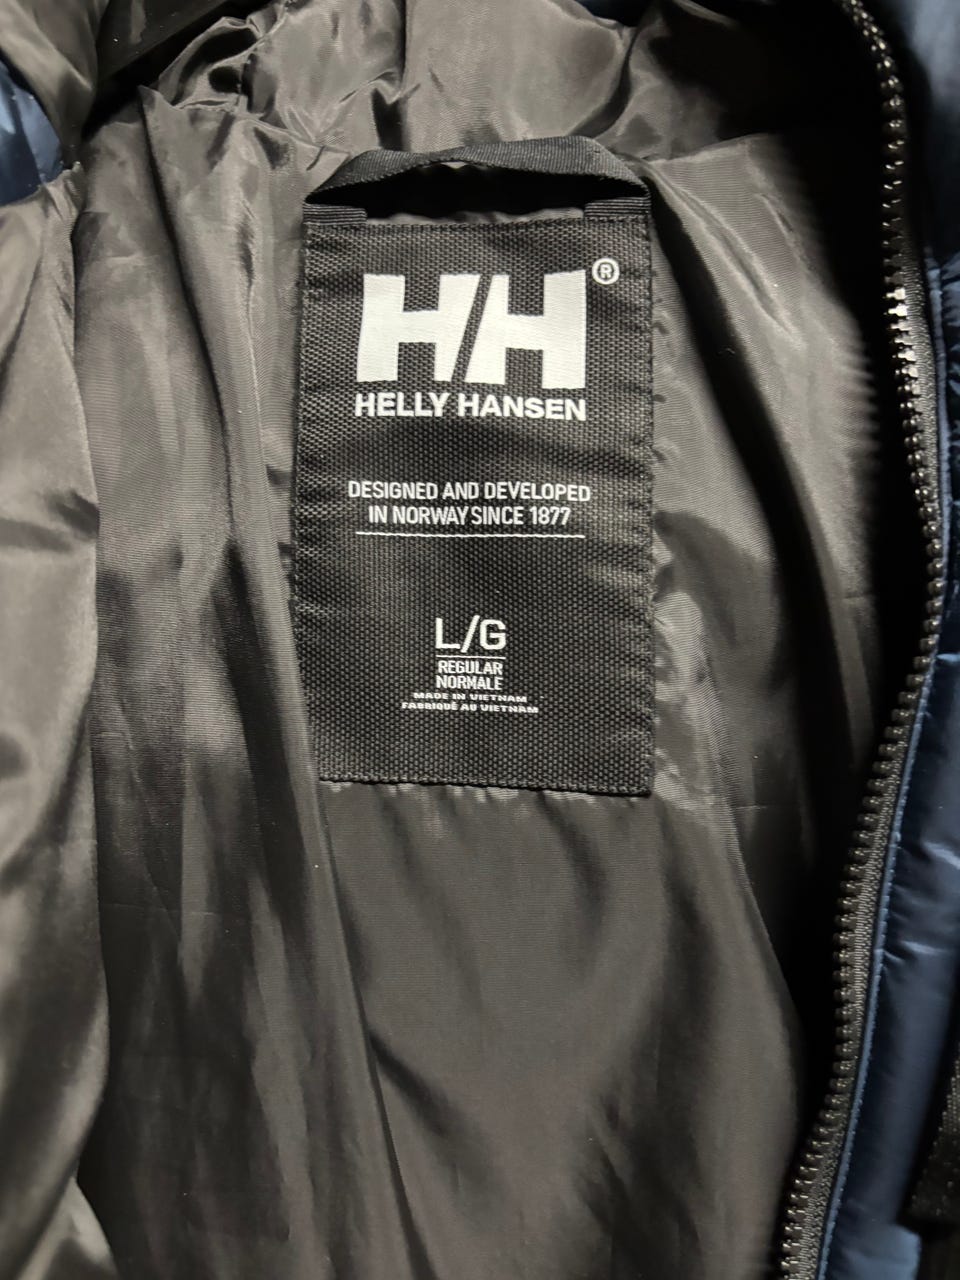 HH®
HELLY HANSEN
DESIGNED AND DEVELOPED
IN NORWAY SINCE 1877
L/G
REGULAR
NORMALE
MADE IN VIETNAM
FABRIQUÉ AU VIETNAM